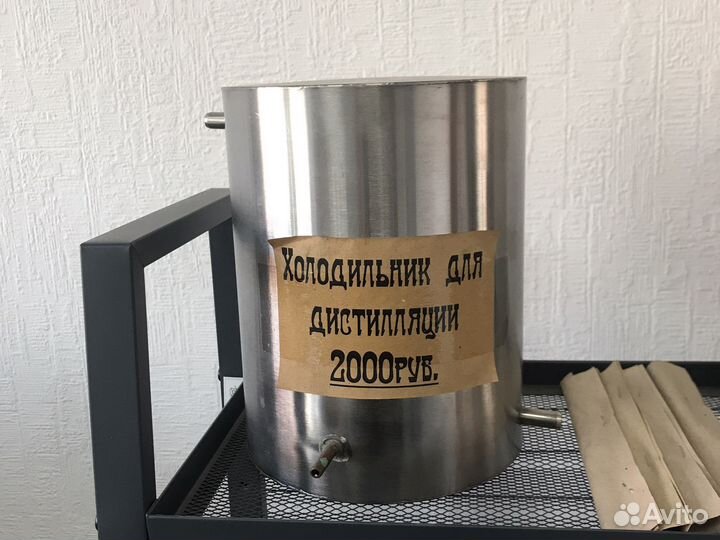 Холодильник для
дистилляции
2000руб.
Avito